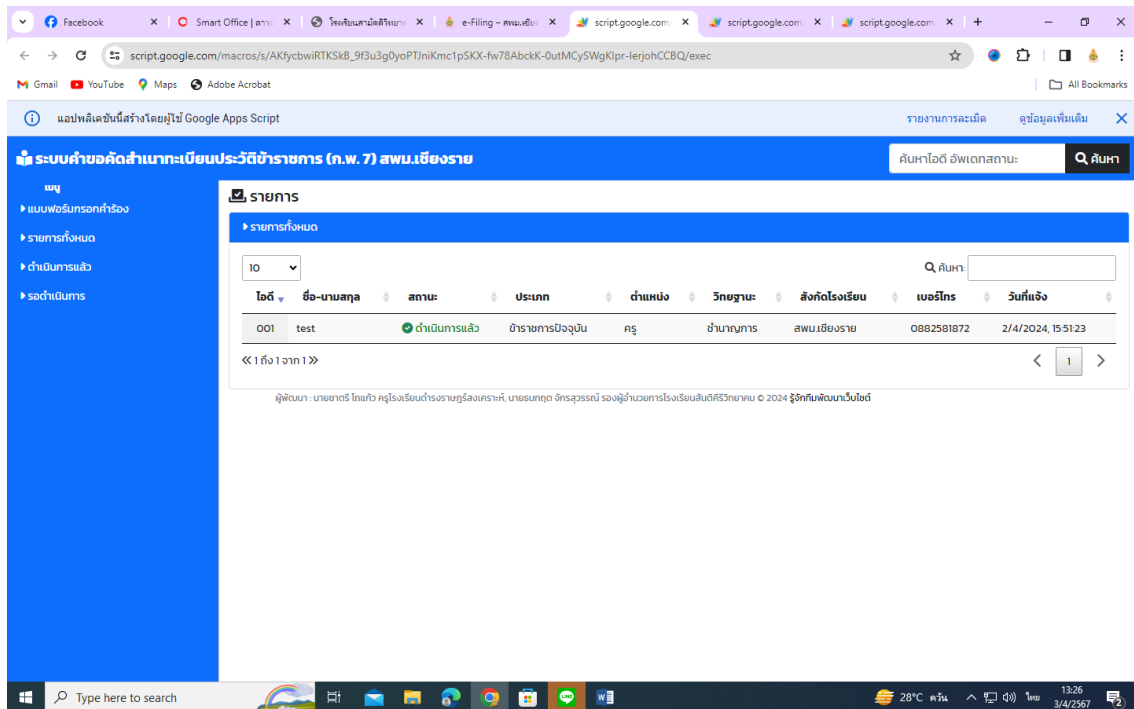 Facebook
Smart Office | ตาร
โรงเรียนสามัคคีวิทยา
e-Filing – สพม.เชีย
script.google.com/
script.google.com
script.google.com
script.google.com/macros/s/AKfycbwiRTKSkB_9f3u3g0yoPTJniKmc1pSKX-fw78AbckK-0utMCySWgKlpr-lerjohCCBQ/exec
Gmail YouTube Maps Adobe Acrobat All Bookmarks
แอปพลิเคชันนี้สร้างโดยผู้ใช้ Google Apps Script รายงานการละเมิด ดูข้อมูลเพิ่มเติม
ระบบคำขอคัดสำเนาทะเบียนประวัติข้าราชการ (ก.พ. 7) สพม.เชียงราย ค้นหาไอดี อัพเดทสถานะ: ค้นหา
เมนู
แบบฟอร์มกรอกคำร้อง
รายการทั้งหมด
ดำเนินการแล้ว
รอดำเนินการ
รายการ
รายการทั้งหมด
10 ค้นหา:
ไอดี ชื่อ-นามสกุล สถานะ ประเภท ตำแหน่ง วิทยฐานะ สังกัดโรงเรียน เบอร์โทร วันที่แจ้ง
001 test ดำเนินการแล้ว ข้าราชการปัจจุบัน ครู ชำนาญการ สพม.เชียงราย 0882581872 2/4/2024, 15:51:23
1 ถึง 1 จาก 1 1
ผู้พัฒนา : นายชาตรี โถแก้ว ครูโรงเรียนดำรงราษฎร์สงเคราะห์, นายธนกฤต จักรสุวรรณ์ รองผู้อำนวยการโรงเรียนสันติคีรีวิทยาคม © 2024 รู้จักทีมพัฒนาเว็บไซต์
Type here to search 28°C ควัน ไทย 13:26
3/4/2567